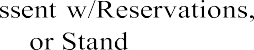 ssent w/Reservations,
or Stand